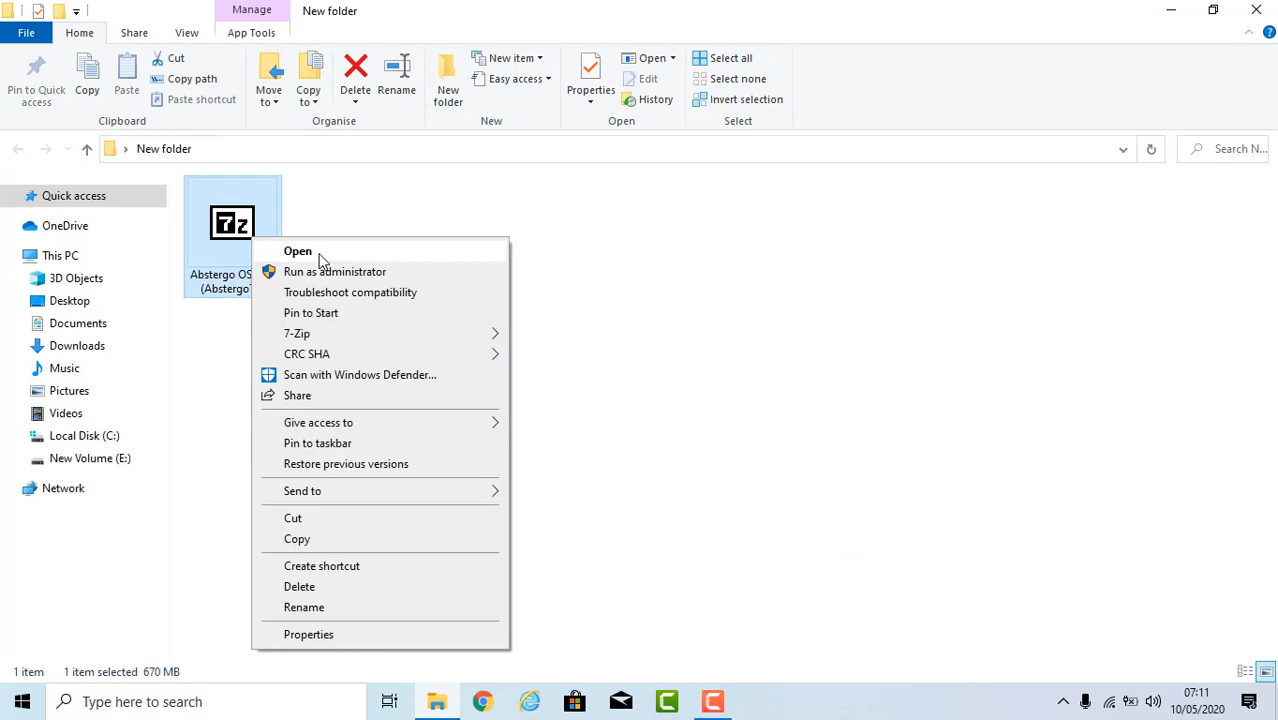 Manage
New folder
File
Home
Share
View
App Tools
Pin to Quick access
Copy
Paste
Cut
Copy path
Paste shortcut
Clipboard
Move to
Copy to
Delete
Rename
Organise
New folder
New item
Easy access
New
Properties
Open
Edit
History
Open
Select all
Select none
Invert selection
Select
New folder
Search N...
Quick access
OneDrive
This PC
3D Objects
Desktop
Documents
Downloads
Music
Pictures
Videos
Local Disk (C:)
New Volume (E:)
Network
7z
Abstergo OS
(Abstergo
Open
Run as administrator
Troubleshoot compatibility
Pin to Start
7-Zip
CRC SHA
Scan with Windows Defender...
Share
Give access to
Pin to taskbar
Restore previous versions
Send to
Cut
Copy
Create shortcut
Delete
Rename
Properties
1 item
1 item selected 670 MB
Type here to search
07:11
10/05/2020